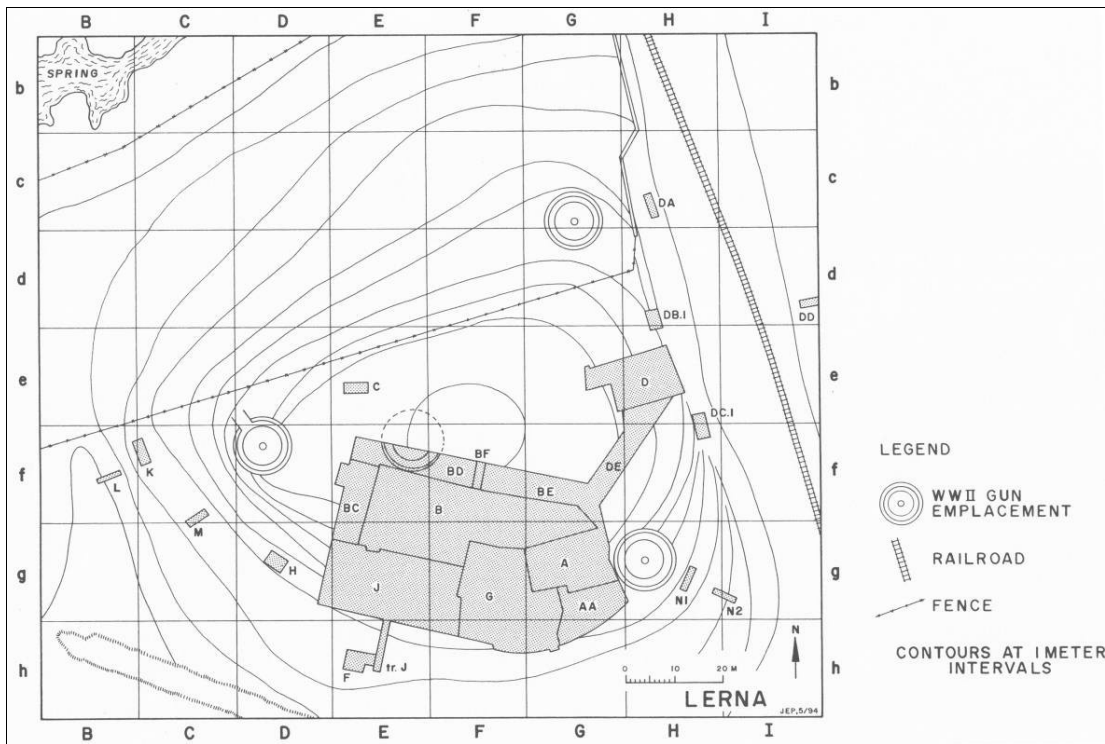 B C D E F G H I
b b
SPRING
c c
DA
d d
DB.I
DD
e e
C
D
DC.I
f f
BF
BD
DE
K
L
BC
B
BE
M
g g
H
J
G
A
AA
N1
N2
h h
F
tr. J
N
0 10 20 M
LERNA
JEP,5/94
B C D E F G H I
LEGEND
WWII GUN
EMPLACEMENT
RAILROAD
FENCE
CONTOURS AT I METER
INTERVALS